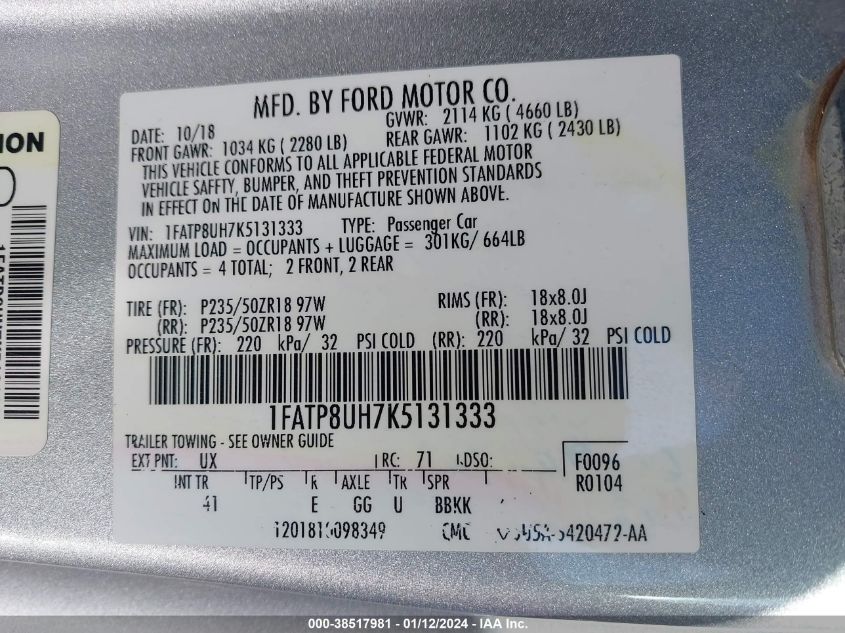 MFD. BY FORD MOTOR CO.
DATE: 10/18 GVWR: 2114 KG ( 4660 LB)
FRONT GAWR: 1034 KG ( 2280 LB) REAR GAWR: 1102 KG ( 2430 LB)
THIS VEHICLE CONFORMS TO ALL APPLICABLE FEDERAL MOTOR
VEHICLE SAFETY, BUMPER, AND THEFT PREVENTION STANDARDS
IN EFFECT ON THE DATE OF MANUFACTURE SHOWN ABOVE.
VIN: 1FATP8UH7K5131333 TYPE: Passenger Car
MAXIMUM LOAD = OCCUPANTS + LUGGAGE = 301KG/ 664LB
OCCUPANTS = 4 TOTAL; 2 FRONT, 2 REAR
TIRE (FR): P235/50ZR18 97W RIMS (FR): 18x8.0J
(RR): P235/50ZR18 97W (RR): 18x8.0J
PRESSURE (FR): 220 kPa/ 32 PSI COLD (RR): 220 kPa/ 32 PSI COLD
1FATP8UH7K5131333
TRAILER TOWING - SEE OWNER GUIDE
EXT PNT: UX RC: 71 DSO: F0096
INT TR TP/PS R AXLE TR SPR R0104
41 E GG U BBKK
000-38517981 - 01/12/2024 - IAA Inc.